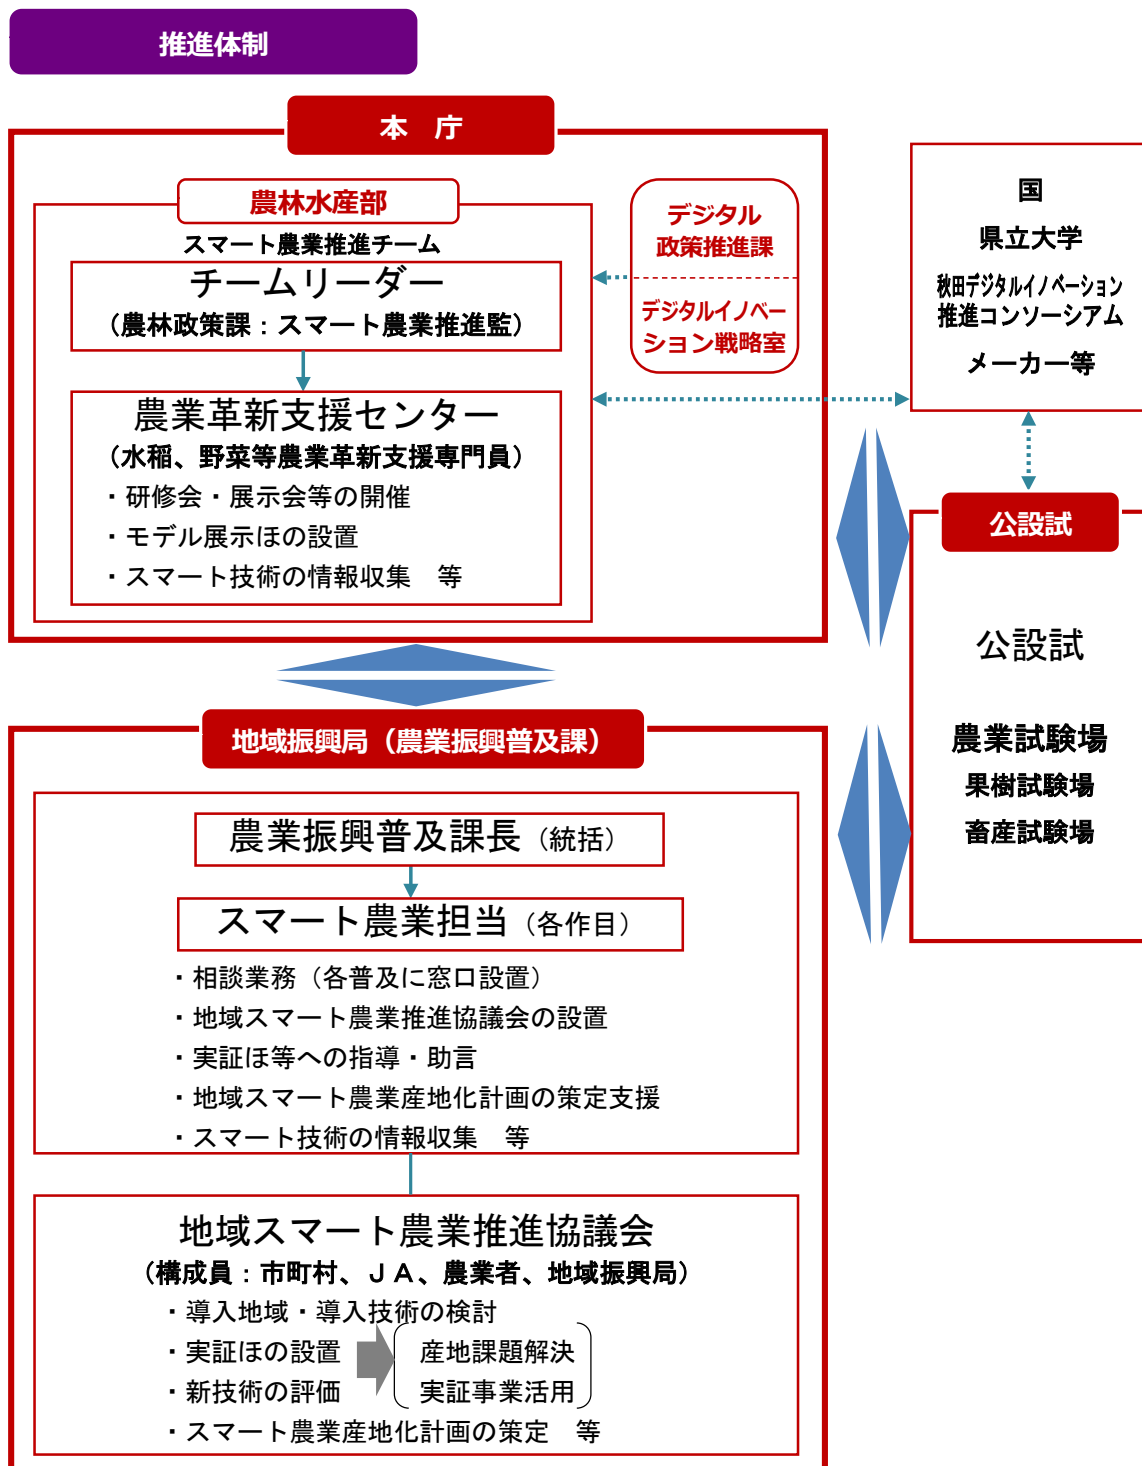 推進体制
本　庁
農林水産部
スマート農業推進チーム
チームリーダー
（農林政策課：スマート農業推進監）
農業革新支援センター
（水稲、野菜等農業革新支援専門員）
・研修会・展示会等の開催
・モデル展示ほの設置
・スマート技術の情報収集　等
デジタル
政策推進課
デジタルイノベー
ション戦略室
国
県立大学
秋田デジタルイノベーション
推進コンソーシアム
メーカー等
公設試
公設試
農業試験場
果樹試験場
畜産試験場
地域振興局（農業振興普及課）
農業振興普及課長（統括）
スマート農業担当（各作目）
・相談業務（各普及に窓口設置）
・地域スマート農業推進協議会の設置
・実証ほ等への指導・助言
・地域スマート農業産地化計画の策定支援
・スマート技術の情報収集　等
地域スマート農業推進協議会
（構成員：市町村、ＪＡ、農業者、地域振興局）
・導入地域・導入技術の検討
・実証ほの設置　産地課題解決
・新技術の評価　実証事業活用
・スマート農業産地化計画の策定　等